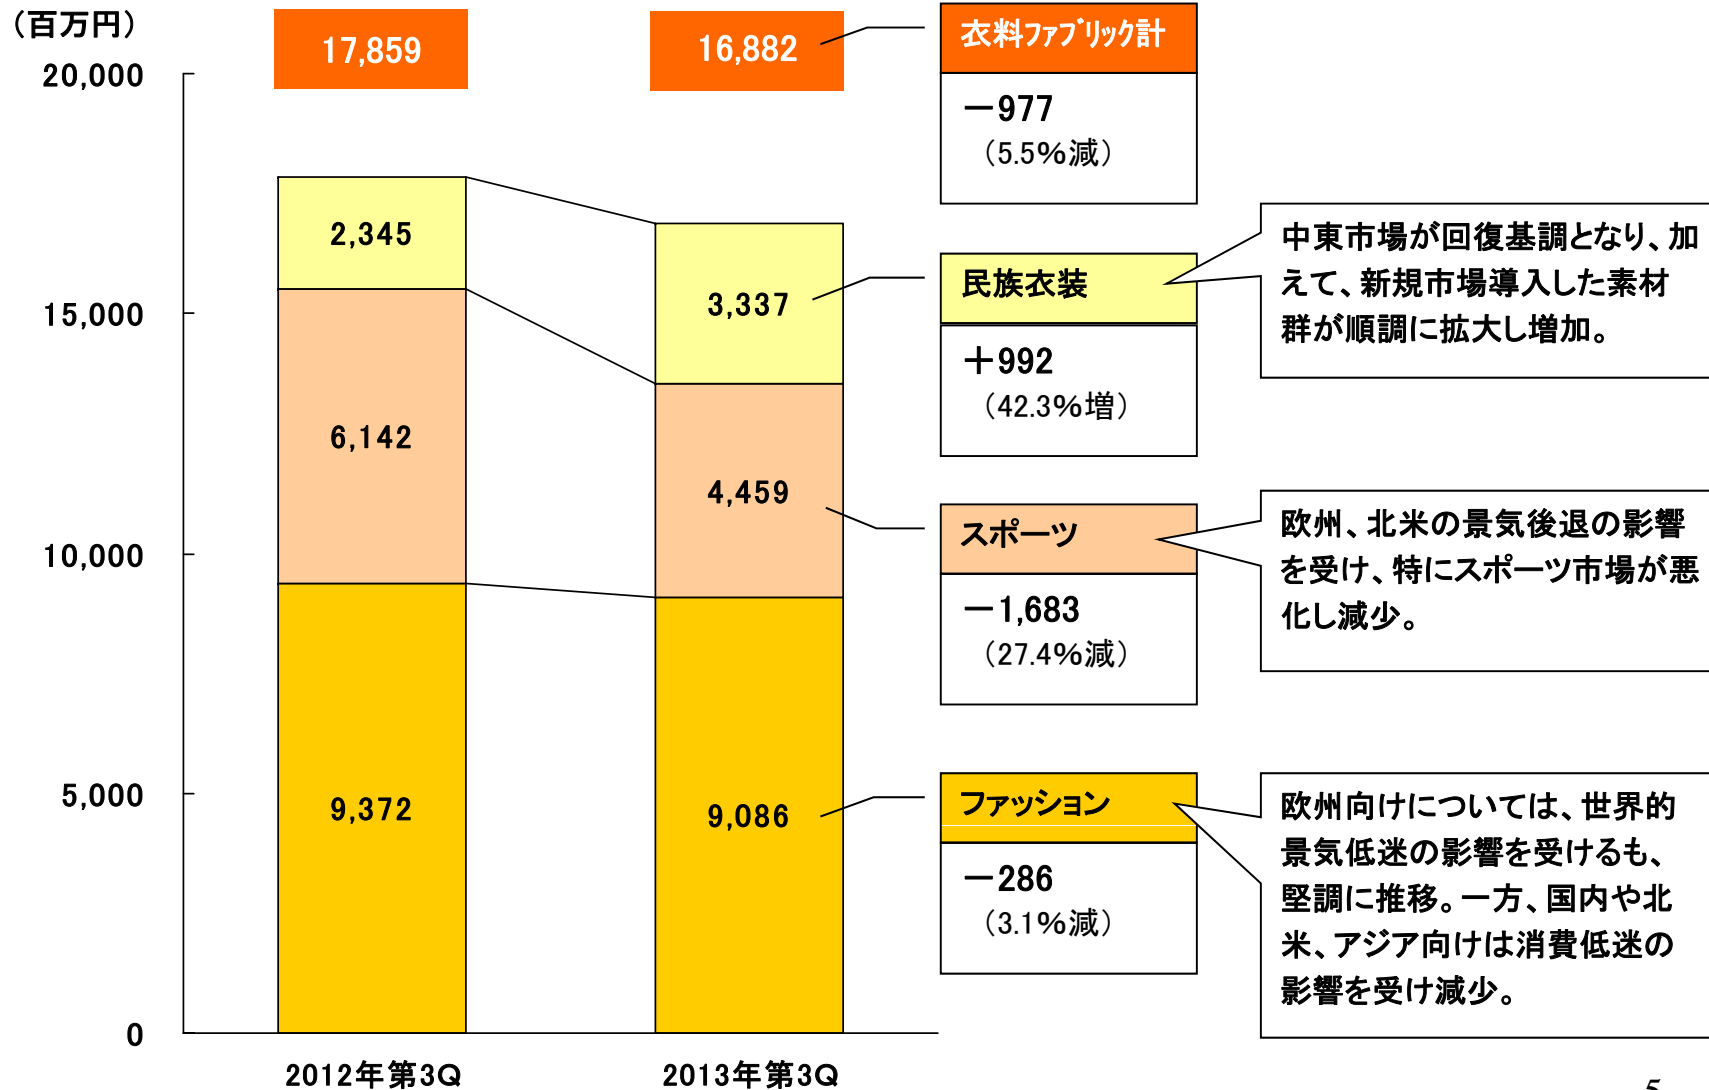 （百万円）
17,859
16,882
衣料ファブリック計
20,000
－977
（5.5％減）
中東市場が回復基調となり、加
えて、新規市場導入した素材
群が順調に拡大し増加。
2,345
民族衣装
3,337
15,000
＋992
（42.3％増）
6,142
4,459
スポーツ
欧州、北米の景気後退の影響
を受け、特にスポーツ市場が悪
化し減少。
10,000
－1,683
（27.4％減）
5,000
9,372
9,086
ファッション
欧州向けについては、世界的
景気低迷の影響を受けるも、
堅調に推移。一方、国内や北
米、アジア向けは消費低迷の
影響を受け減少。
－286
（3.1％減）
0
2012年第3Q
2013年第3Q
5